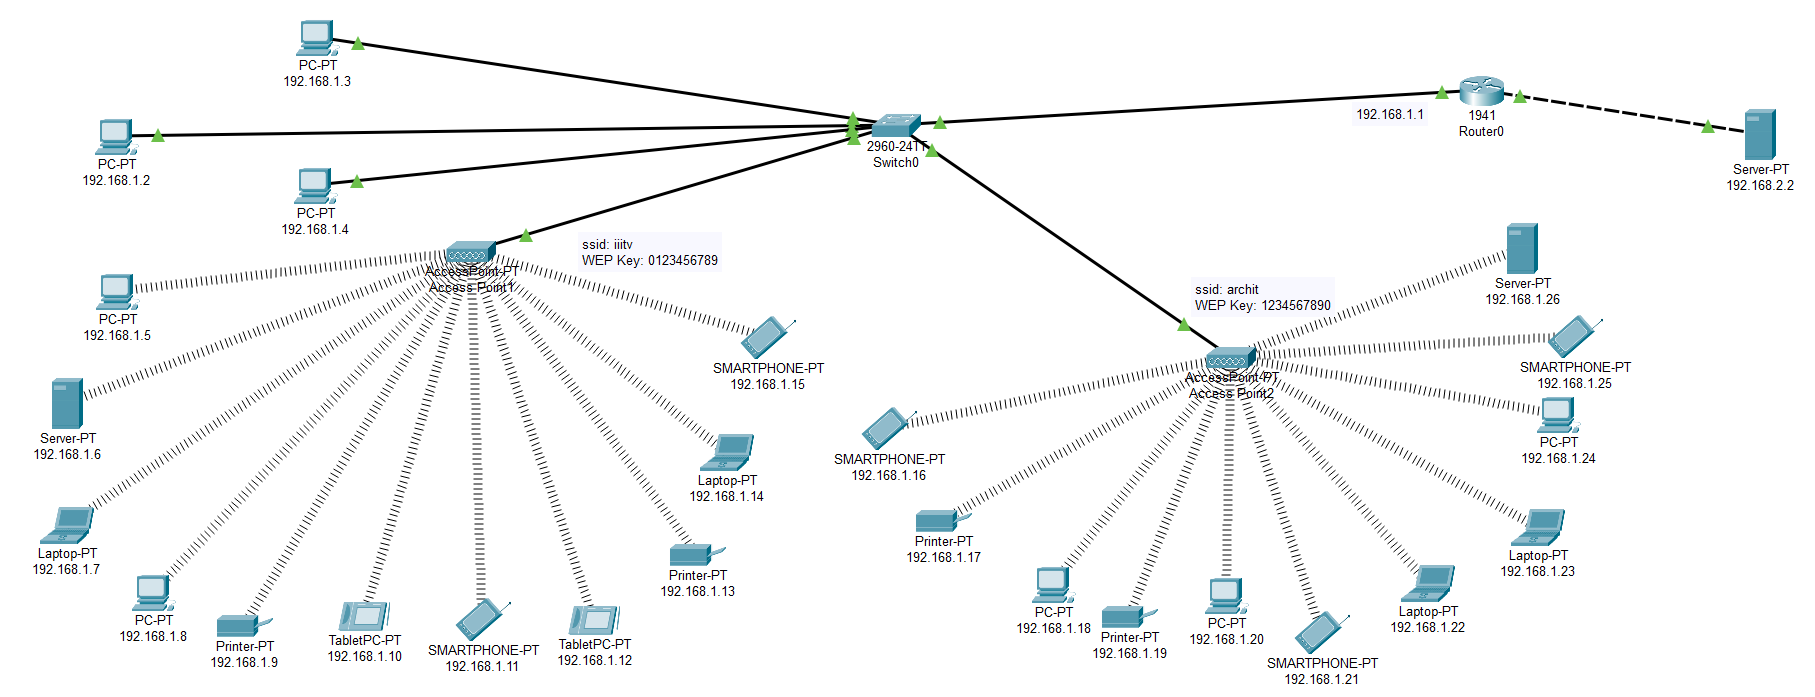 PC-PT
192.168.1.3
192.168.1.1
1941
Router0
PC-PT
192.168.1.2
2960-24TT
Switch0
Server-PT
192.168.2.2
PC-PT
192.168.1.4
ssid: iiitv
WEP Key: 0123456789
AccessPoint-PT
Access Point1
ssid: archit
WEP Key: 1234567890
Server-PT
192.168.1.26
PC-PT
192.168.1.5
SMARTPHONE-PT
192.168.1.15
AccessPoint-PT
Access Point2
SMARTPHONE-PT
192.168.1.25
Server-PT
192.168.1.6
PC-PT
192.168.1.24
SMARTPHONE-PT
192.168.1.16
Laptop-PT
192.168.1.14
Laptop-PT
192.168.1.7
Printer-PT
192.168.1.17
Laptop-PT
192.168.1.23
Printer-PT
192.168.1.13
PC-PT
192.168.1.8
PC-PT
192.168.1.18
Laptop-PT
192.168.1.22
Printer-PT
192.168.1.9
TabletPC-PT
192.168.1.10
SMARTPHONE-PT
192.168.1.11
TabletPC-PT
192.168.1.12
Printer-PT
192.168.1.19
PC-PT
192.168.1.20
SMARTPHONE-PT
192.168.1.21